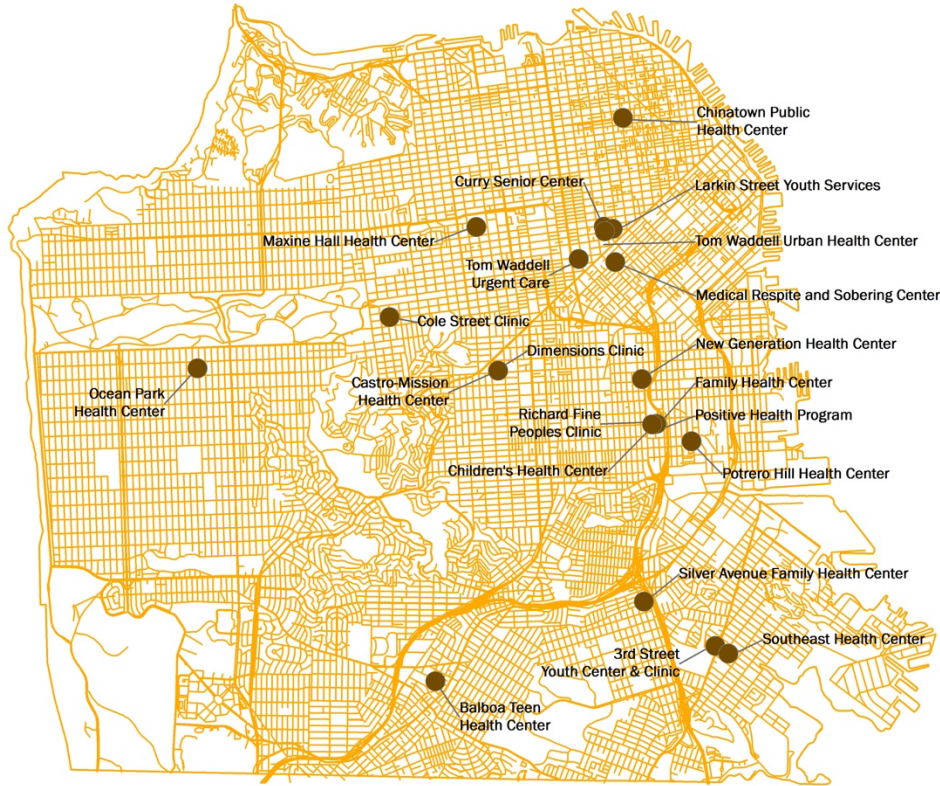 Chinatown Public
Health Center
Curry Senior Center
Larkin Street Youth Services
Maxine Hall Health Center
Tom Waddell Urban Health Center
Tom Waddell
Urgent Care
Medical Respite and Sobering Center
Cole Street Clinic
New Generation Health Center
Dimensions Clinic
Castro-Mission
Health Center
Family Health Center
Ocean Park
Health Center
Richard Fine
Peoples Clinic
Positive Health Program
Children's Health Center
Potrero Hill Health Center
Silver Avenue Family Health Center
Southeast Health Center
3rd Street
Youth Center & Clinic
Balboa Teen
Health Center